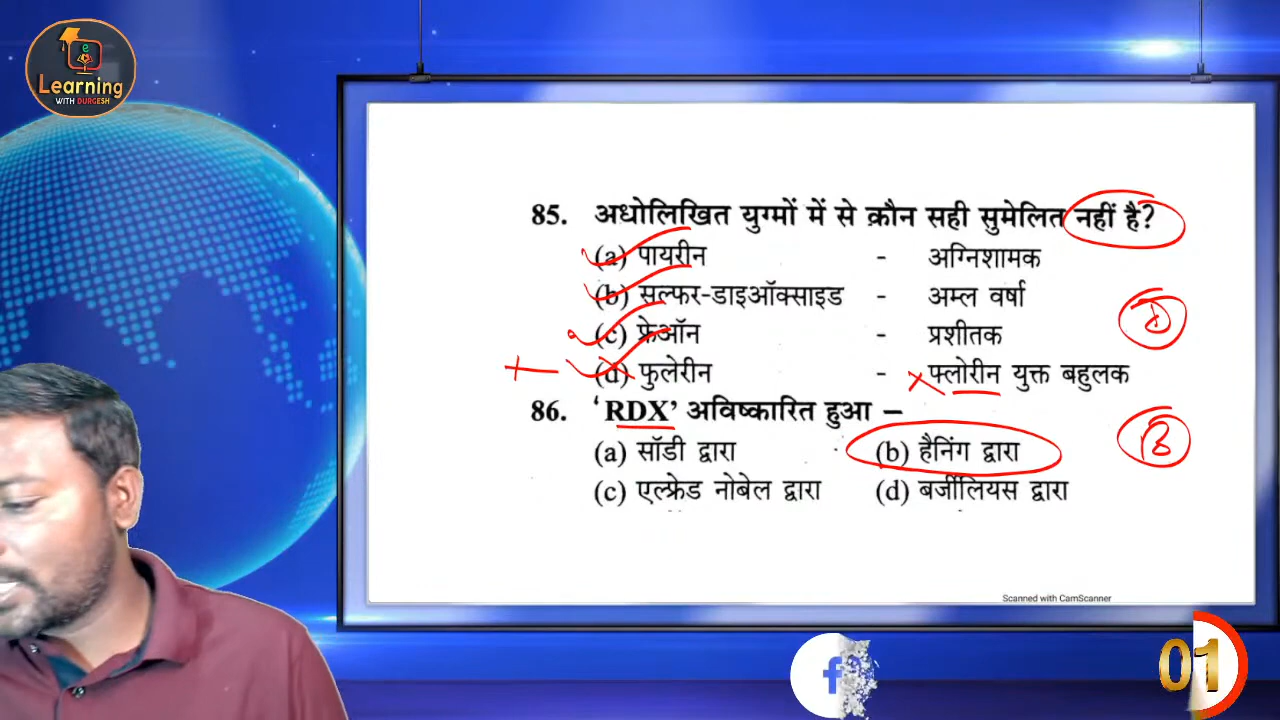 e
Learning
WITH DURGESH
85. अधोलिखित युग्मों में से कौन सही सुमेलित नहीं है?
(a) पायरीन - अग्निशामक
(b) सल्फर-डाइऑक्साइड - अम्ल वर्षा
(c) फ्रेऑन - प्रशीतक
(d) फुलेरीन - फ्लोरीन युक्त बहुलक
D
86. 'RDX' अविष्कारित हुआ –
(a) सॉडी द्वारा (b) हैनिंग द्वारा
B
(c) एल्फ्रेड नोबेल द्वारा (d) बर्जीलियस द्वारा
Scanned with CamScanner
f
01